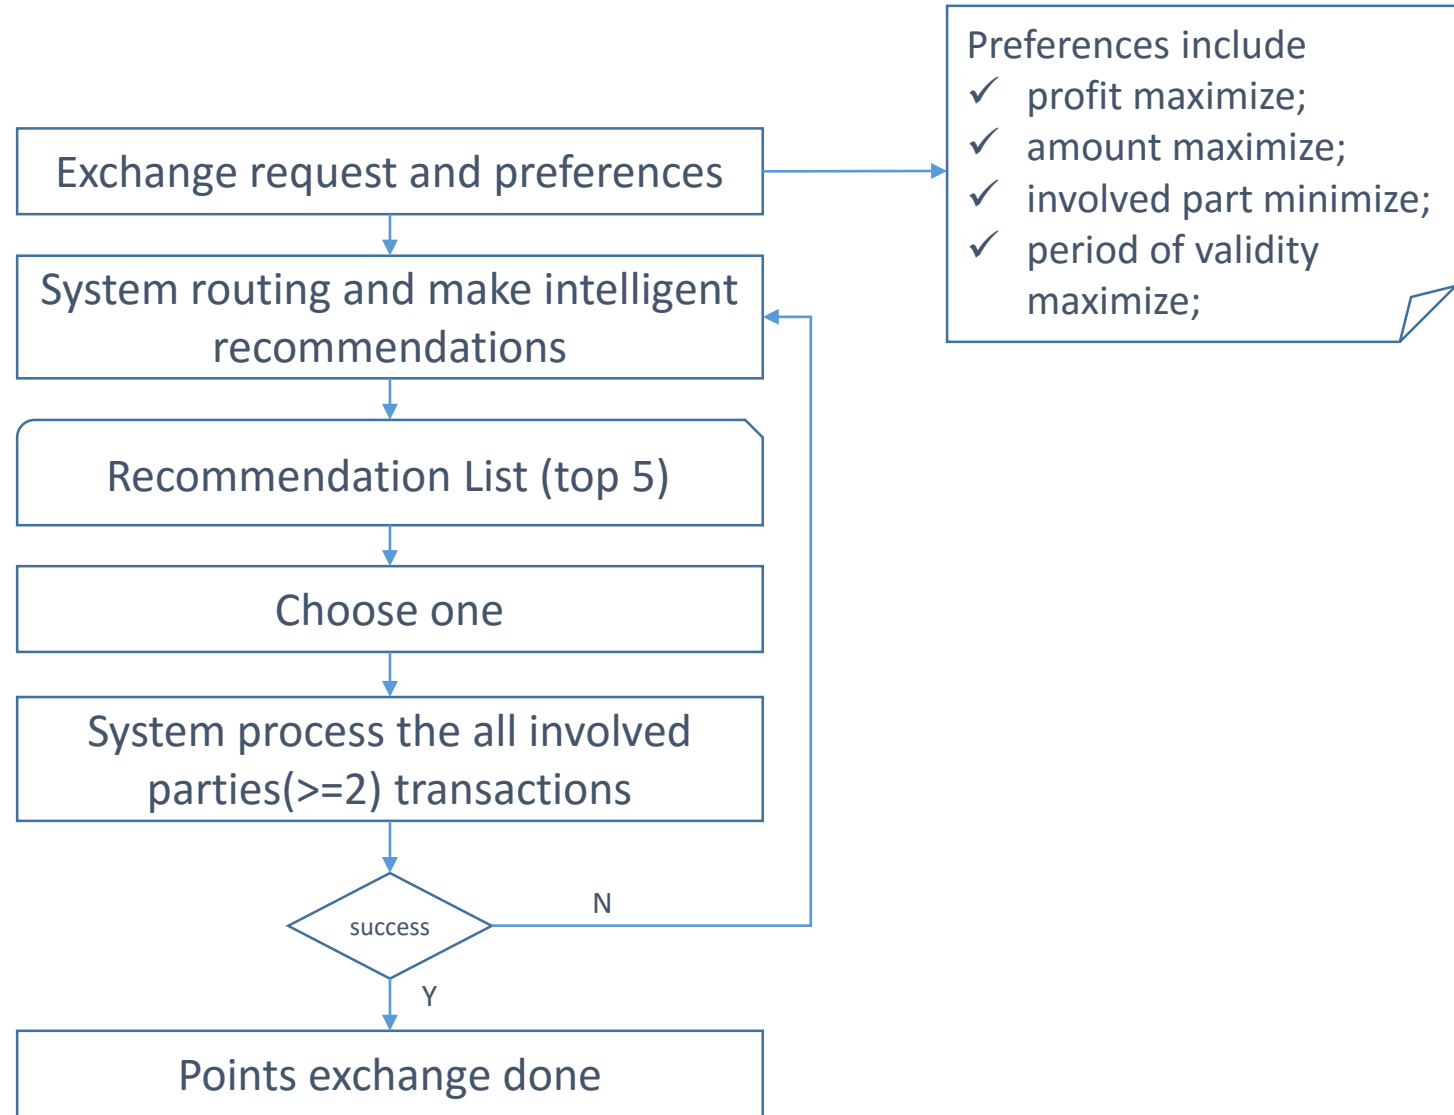 Preferences include
✓ profit maximize;
✓ amount maximize;
✓ involved part minimize;
✓ period of validity
maximize;
Exchange request and preferences
System routing and make intelligent
recommendations
Recommendation List (top 5)
Choose one
System process the all involved
parties(>=2) transactions
success
N
Y
Points exchange done